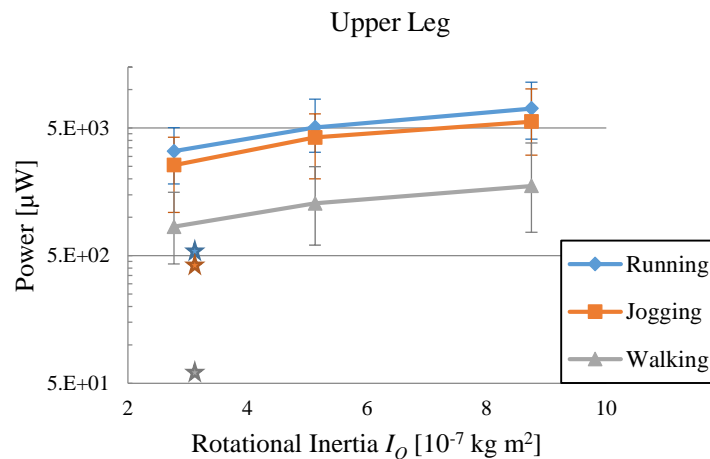 Upper Leg
5.E+03
5.E+02
5.E+01
Power [µW]
2 4 6 8 10
Rotational Inertia I_O [10⁻⁷ kg m²]
Running
Jogging
Walking